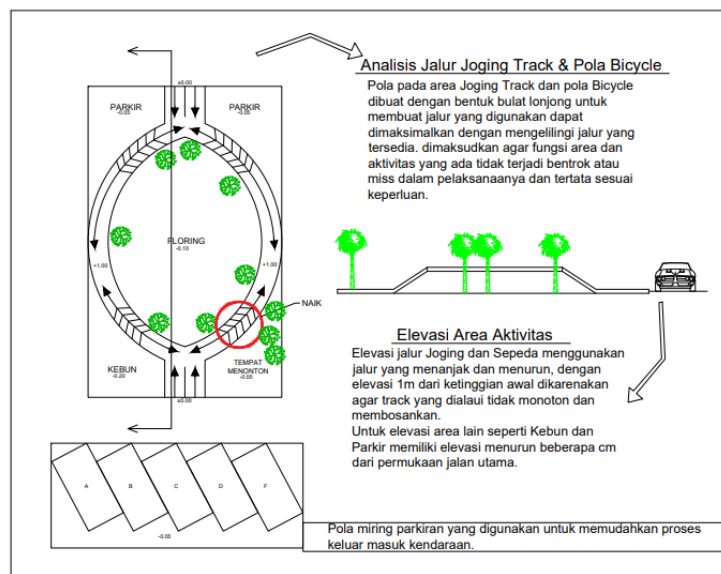 ±0.00
PARKIR
-0.05
PARKIR
-0.05
FLORING
-0.10
+1.00
+1.00
NAIK
KEBUN
-0.20
TEMPAT
MENONTON
-0.05
±0.00
Analisis Jalur Joging Track & Pola Bicycle
Pola pada area Joging Track dan pola Bicycle
dibuat dengan bentuk bulat lonjong untuk
membuat jalur yang digunakan dapat
dimaksimalkan dengan mengelilingi jalur yang
tersedia. dimaksudkan agar fungsi area dan
aktivitas yang ada tidak terjadi bentrok atau
miss dalam pelaksanaanya dan tertata sesuai
keperluan.
Elevasi Area Aktivitas
Elevasi jalur Joging dan Sepeda menggunakan
jalur yang menanjak dan menurun, dengan
elevasi 1m dari ketinggian awal dikarenakan
agar track yang dialaui tidak monoton dan
membosankan.
Untuk elevasi area lain seperti Kebun dan
Parkir memiliki elevasi menurun beberapa cm
dari permukaan jalan utama.
A
B
C
D
F
-0.05
Pola miring parkiran yang digunakan untuk memudahkan proses
keluar masuk kendaraan.